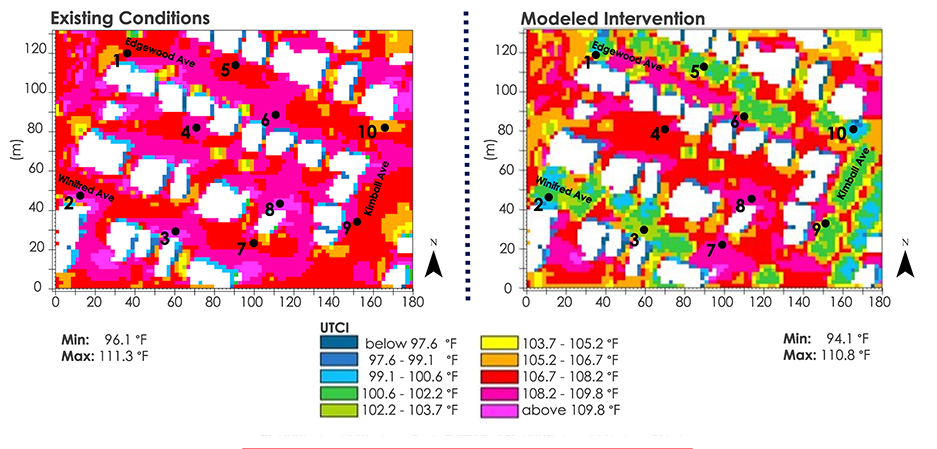 Existing Conditions
Modeled Intervention
120
100
80
60
40
20
0
(m)
0 20 40 60 80 100 120 140 160 180
Edgewood Ave
Winifred Ave
Kimball Ave
1
2
3
4
5
6
7
8
9
10
N
120
100
80
60
40
20
0
(m)
0 20 40 60 80 100 120 140 160 180
Edgewood Ave
Winifred Ave
Kimball Ave
1
2
3
4
5
6
7
8
9
10
N
Min: 96.1 °F
Max: 111.3 °F
UTCI
below 97.6 °F
97.6 - 99.1 °F
99.1 - 100.6 °F
100.6 - 102.2 °F
102.2 - 103.7 °F
103.7 - 105.2 °F
105.2 - 106.7 °F
106.7 - 108.2 °F
108.2 - 109.8 °F
above 109.8 °F
Min: 94.1 °F
Max: 110.8 °F